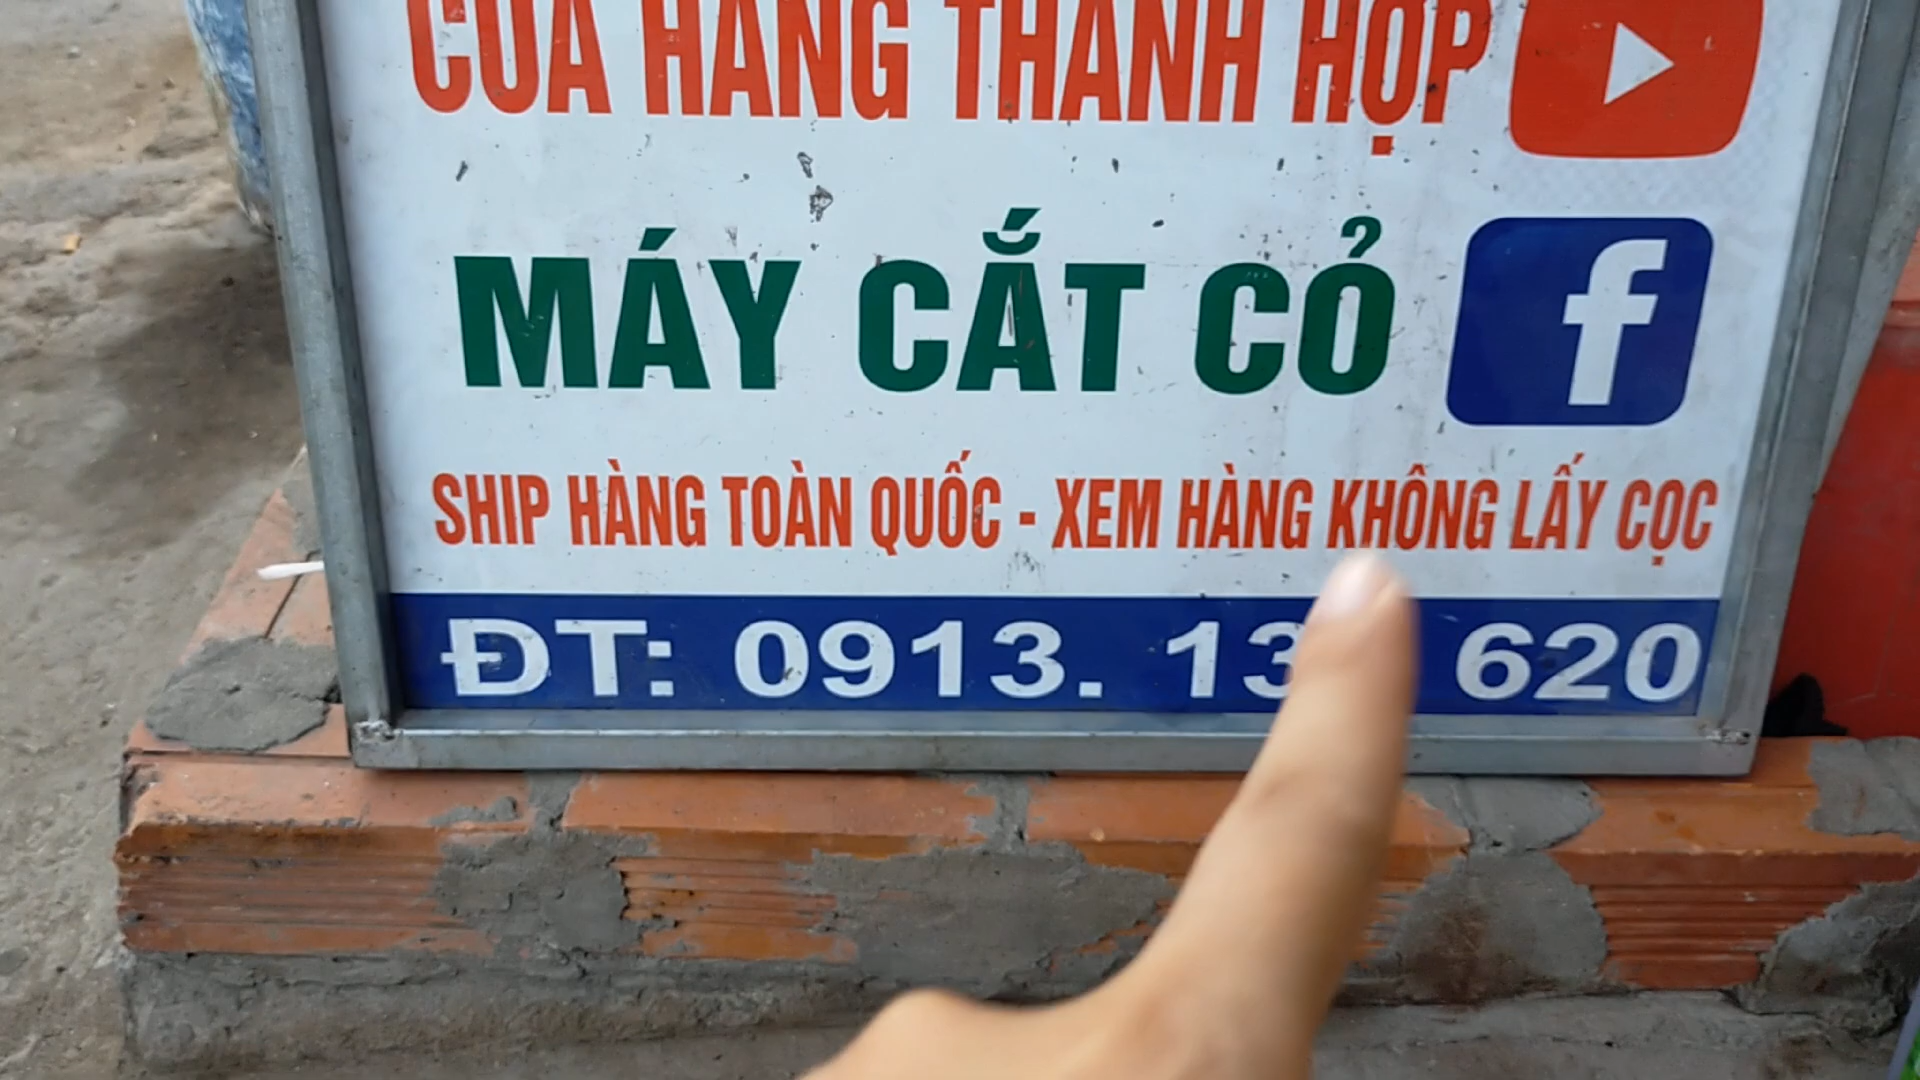 CỬA HÀNG THÀNH HỢP
MÁY CẮT CỎ
f
SHIP HÀNG TOÀN QUỐC - XEM HÀNG KHÔNG LẤY CỌC
ĐT: 0913. 13 620